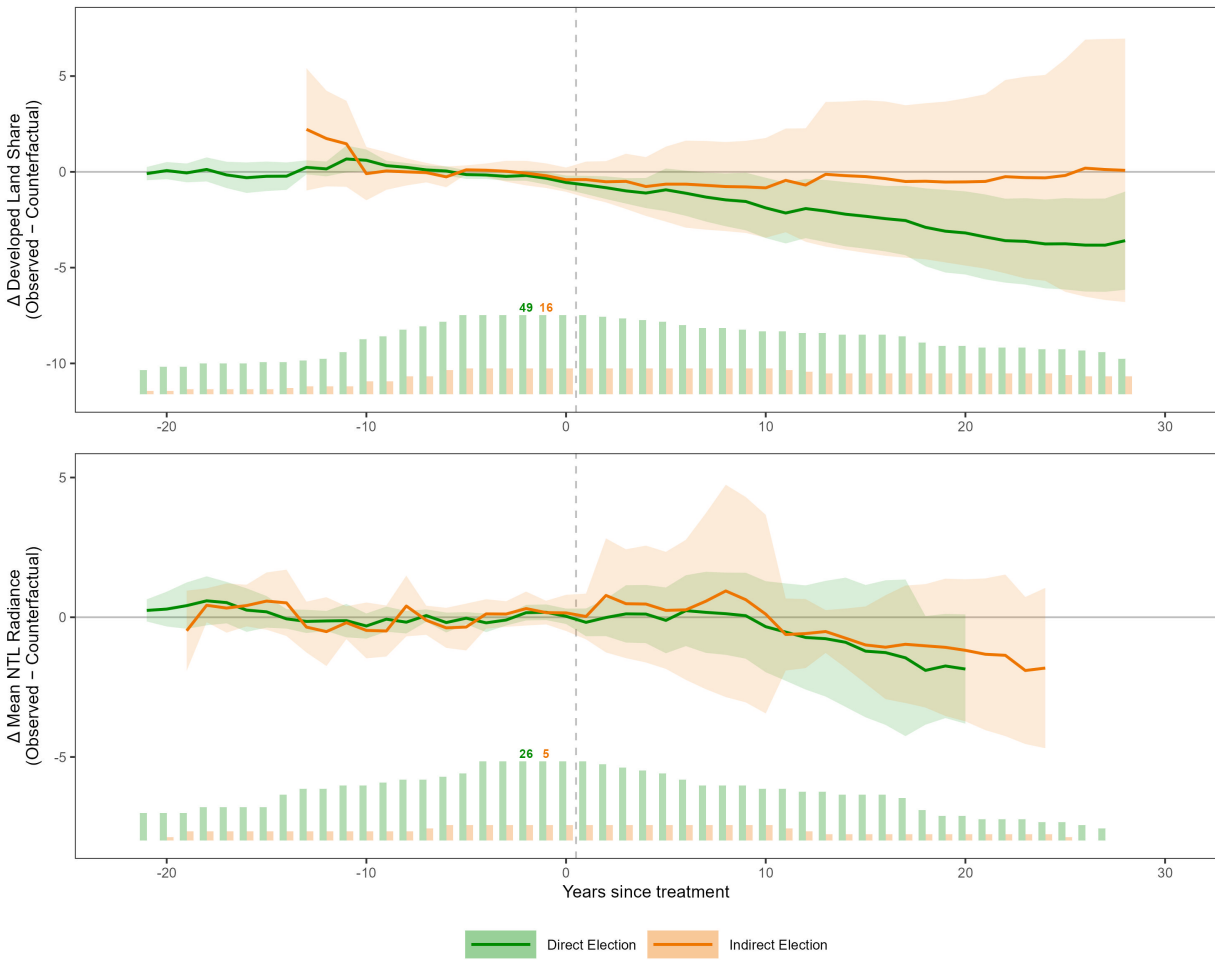 Δ Developed Land Share
(Observed − Counterfactual)
5
0
-5
-10
49 16
-20 -10 0 10 20 30
Δ Mean NTL Radiance
(Observed − Counterfactual)
5
0
-5
26 5
-20 -10 0 10 20 30
Years since treatment
Direct Election Indirect Election